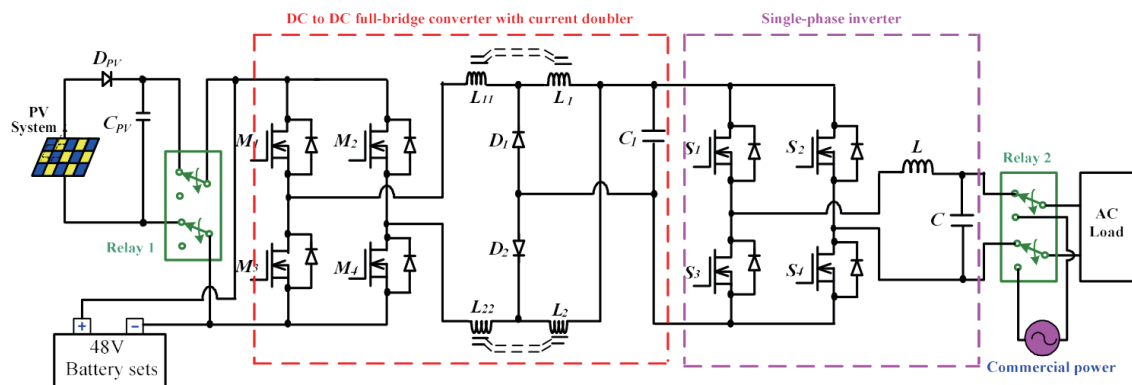 DC to DC full-bridge converter with current doubler
Single-phase inverter
D_PV
PV
System
C_PV
Relay 1
M1
M2
M3
M4
L11
L1
D1
D2
C1
L22
L2
S1
S2
S3
S4
L
C
Relay 2
AC
Load
+
−
48V
Battery sets
Commercial power